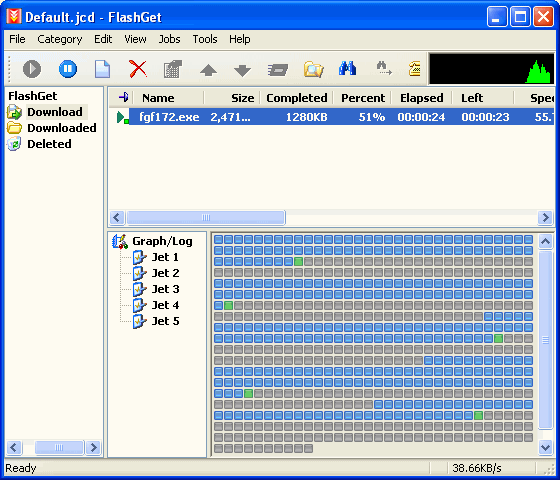 Default.jcd - FlashGet
File Category Edit View Jobs Tools Help
FlashGet
Download
Downloaded
Deleted
Name Size Completed Percent Elapsed Left Spe
fgf172.exe 2,471... 1280KB 51% 00:00:24 00:00:23 55.
Graph/Log
Jet 1
Jet 2
Jet 3
Jet 4
Jet 5
Ready 38.66KB/s